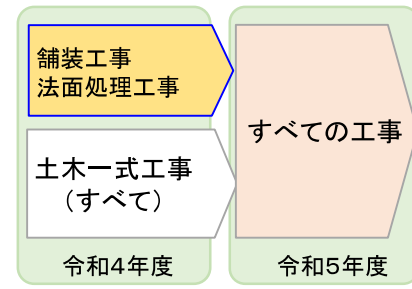 舗装工事
法面処理工事
土木一式工事
（すべて）
すべての工事
令和4年度
令和5年度